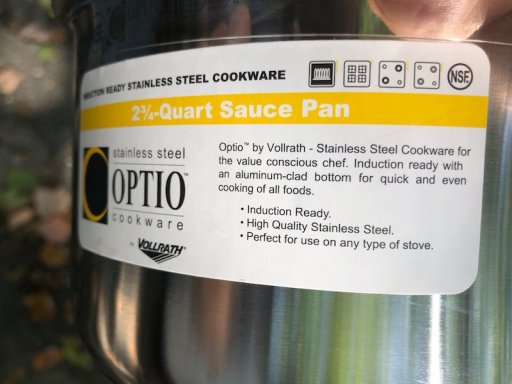 INDUCTION READY STAINLESS STEEL COOKWARE
NSF
2¾-Quart Sauce Pan
stainless steel
OPTIO™
cookware
by VOLLRATH
Optio™ by Vollrath - Stainless Steel Cookware for
the value conscious chef. Induction ready with
an aluminum-clad bottom for quick and even
cooking of all foods.
• Induction Ready.
• High Quality Stainless Steel.
• Perfect for use on any type of stove.